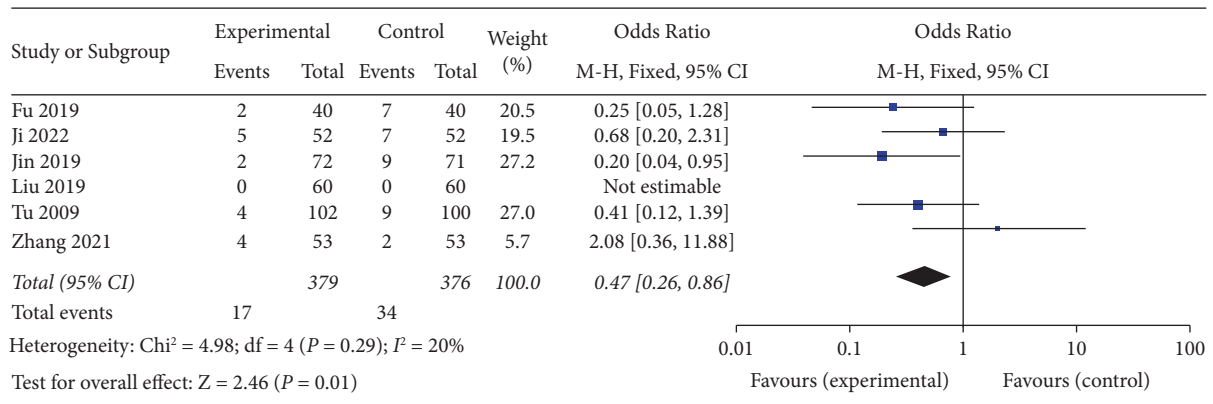 Study or Subgroup Experimental Control Weight (%) Odds Ratio Odds Ratio
Events Total Events Total M-H, Fixed, 95% CI M-H, Fixed, 95% CI
Fu 2019 2 40 7 40 20.5 0.25 [0.05, 1.28]
Ji 2022 5 52 7 52 19.5 0.68 [0.20, 2.31]
Jin 2019 2 72 9 71 27.2 0.20 [0.04, 0.95]
Liu 2019 0 60 0 60 Not estimable
Tu 2009 4 102 9 100 27.0 0.41 [0.12, 1.39]
Zhang 2021 4 53 2 53 5.7 2.08 [0.36, 11.88]
Total (95% CI) 379 376 100.0 0.47 [0.26, 0.86]
Total events 17 34
Heterogeneity: Chi² = 4.98; df = 4 (P = 0.29); I² = 20%
Test for overall effect: Z = 2.46 (P = 0.01)
0.01 0.1 1 10 100
Favours (experimental) Favours (control)